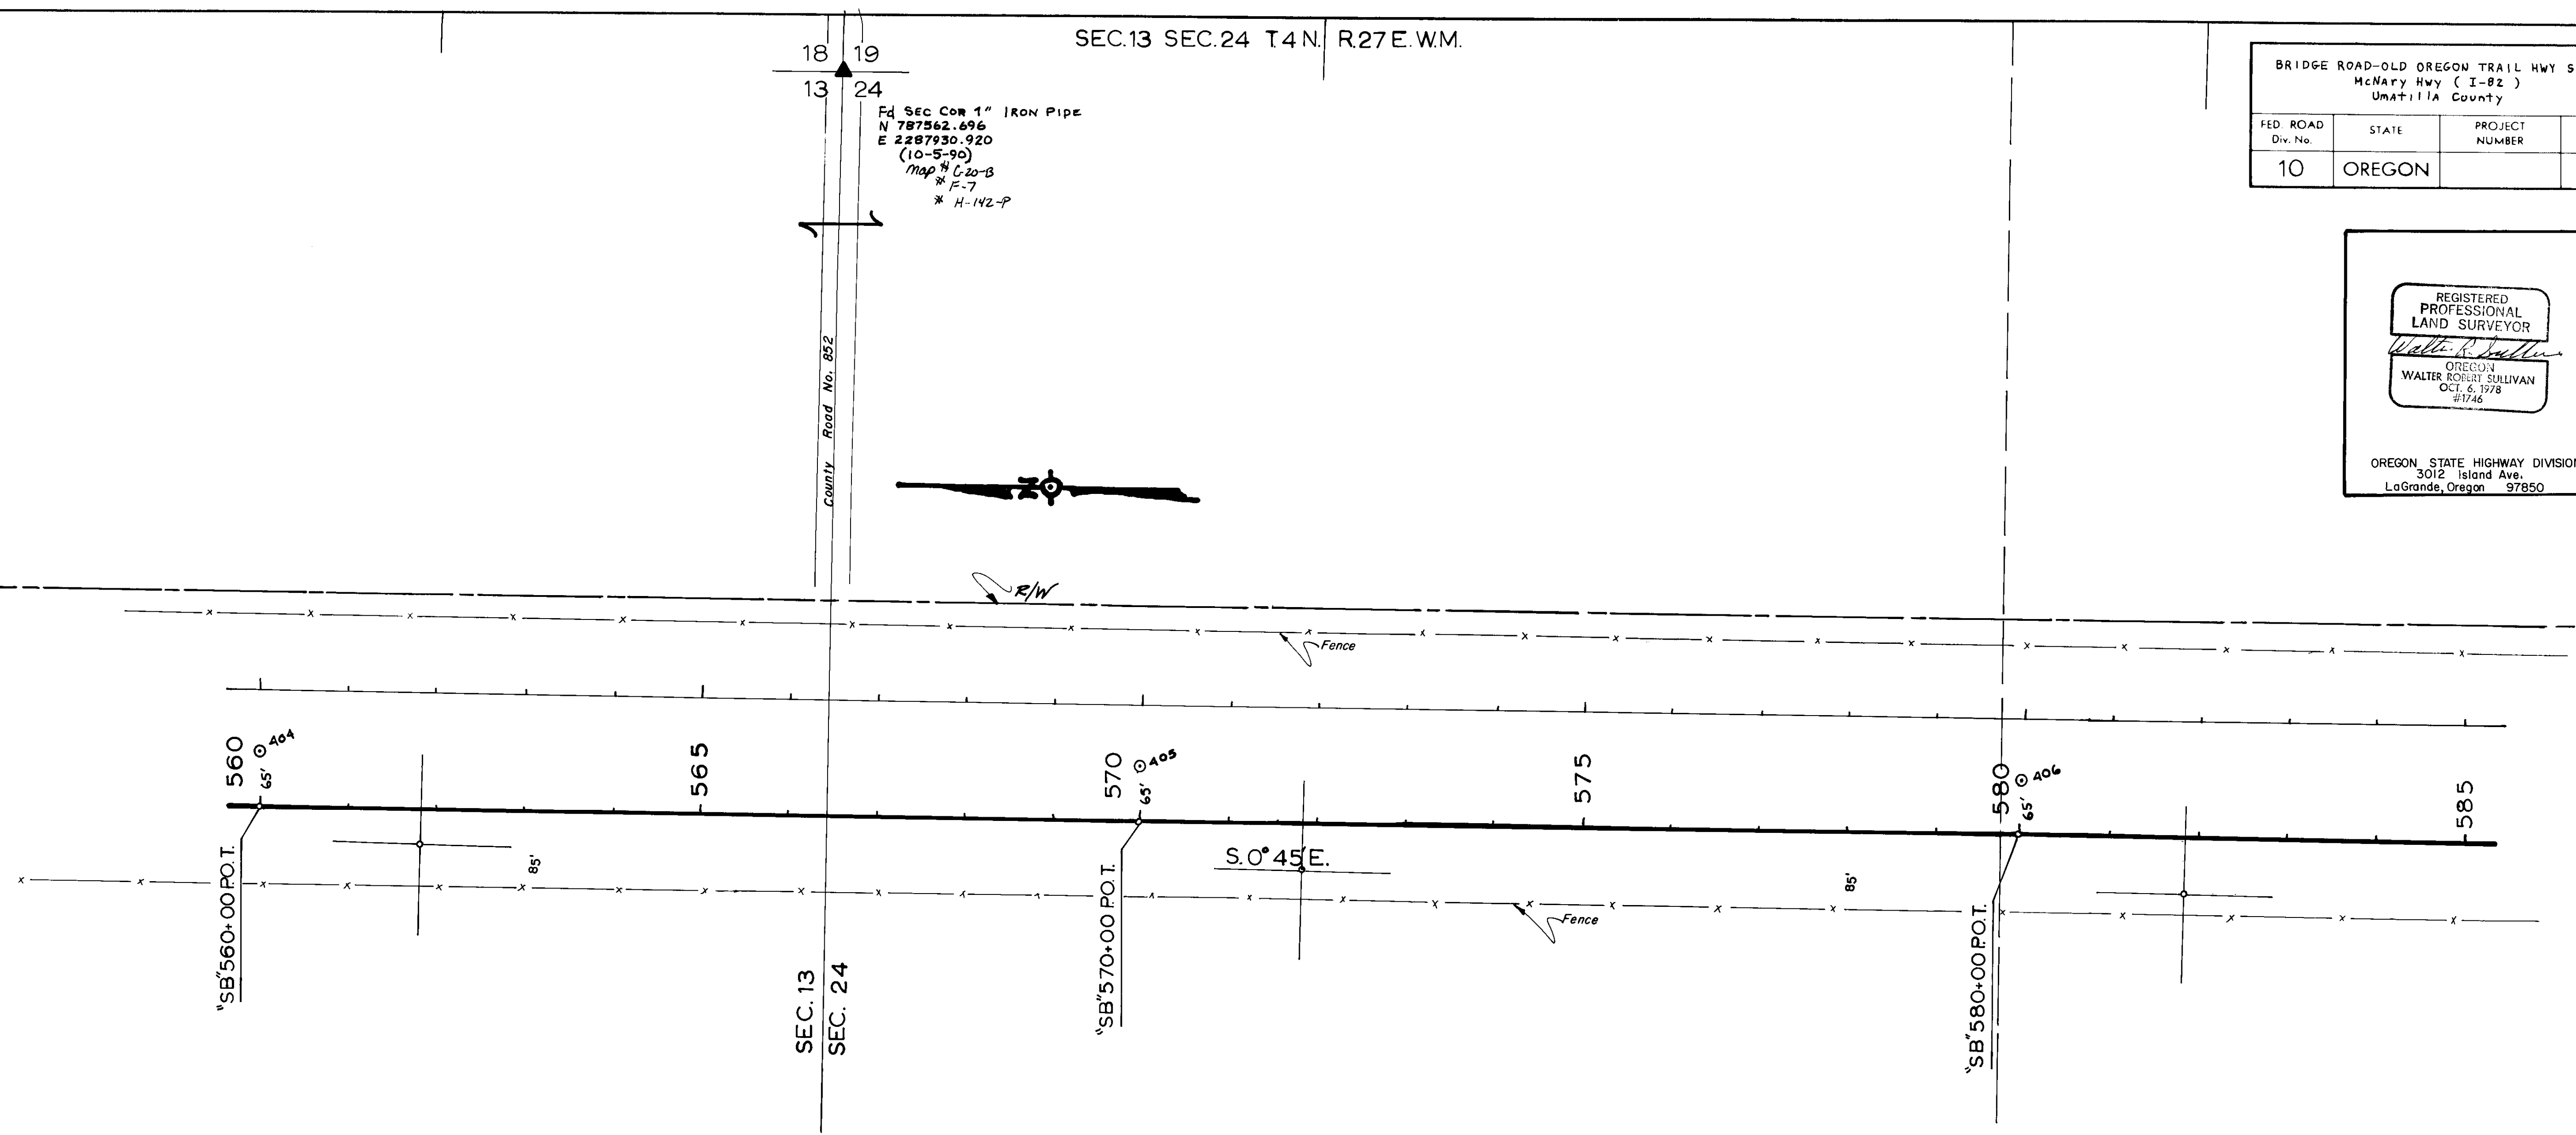 SEC.13 SEC.24 T.4 N. R.27 E.W.M.
18 19
13 24
Fd SEC COR 1" IRON PIPE
N 787562.696
E 2287930.920
(10-5-90)
Map # G-20-B
# F-7
# H-142-P
BRIDGE ROAD-OLD OREGON TRAIL HWY S
McNary Hwy ( I-82 )
Umatilla County
FED. ROAD Div. No.
STATE
PROJECT NUMBER
10
OREGON
REGISTERED
PROFESSIONAL
LAND SURVEYOR
Walter R. Sullivan
OREGON
WALTER ROBERT SULLIVAN
OCT. 6, 1978
#1746
OREGON STATE HIGHWAY DIVISION
3012 Island Ave.
LaGrande, Oregon 97850
County Road No. 852
N
R/W
Fence
560
65'
A04
565
570
65'
A05
575
580
65'
A06
585
"SB"560+00 P.O.T.
85'
"SB"570+00 P.O.T.
S.0°45'E.
85'
Fence
"SB"580+00 P.O.T.
SEC.13
SEC. 24